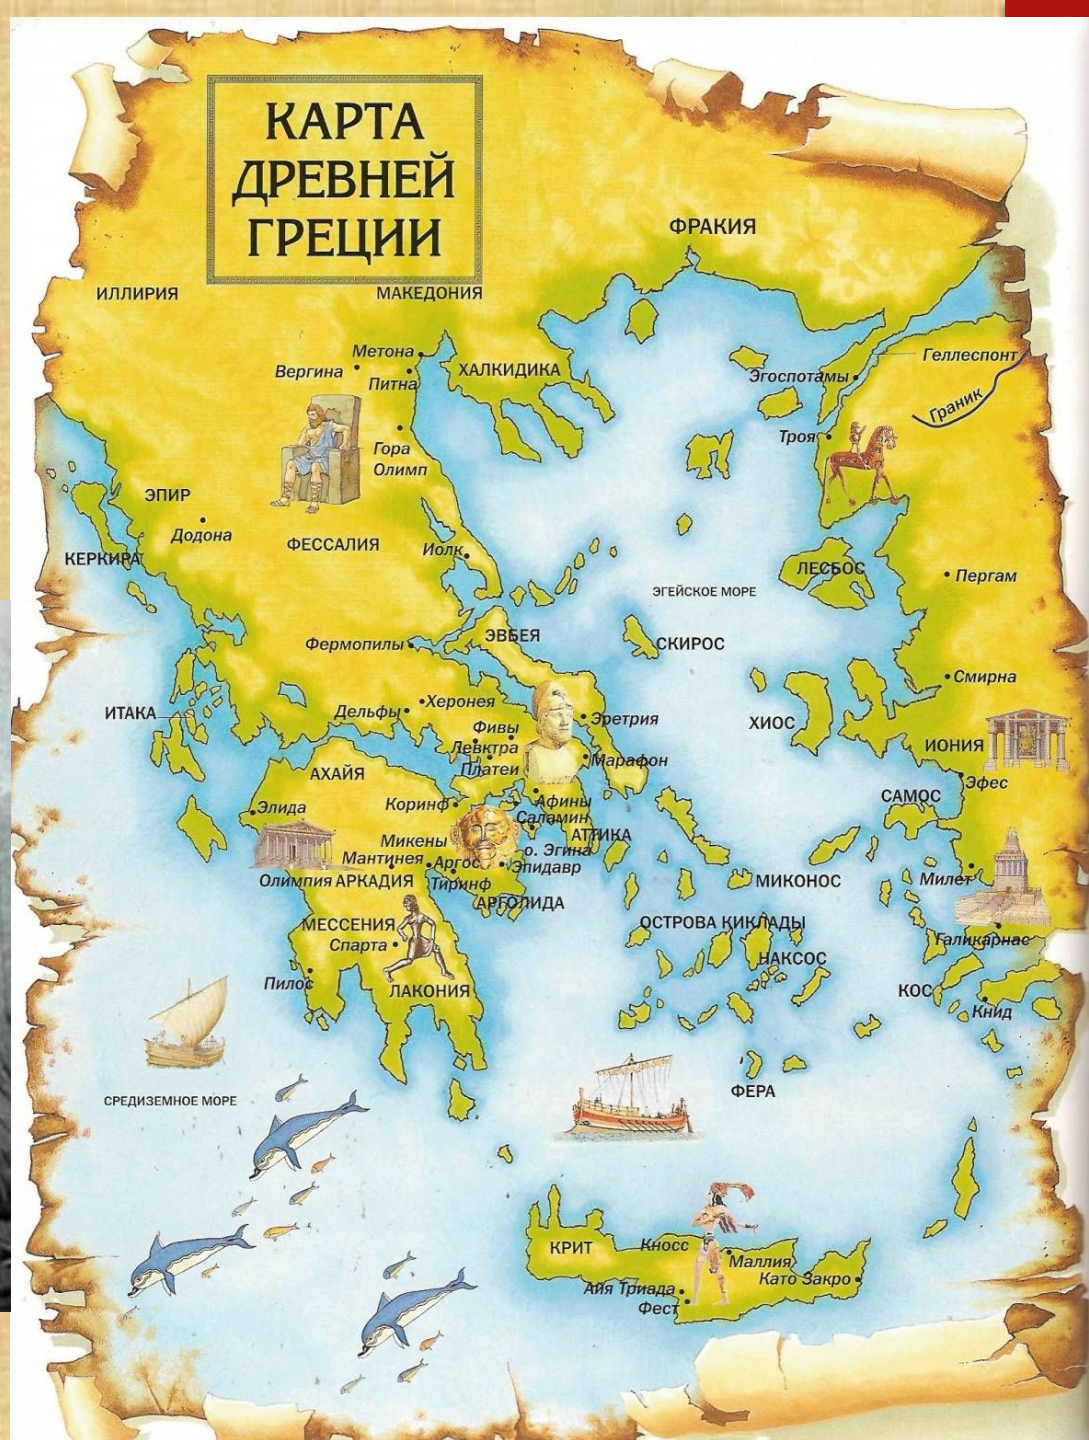 КАРТА
ДРЕВНЕЙ
ГРЕЦИИ
ФРАКИЯ
ИЛЛИРИЯ
МАКЕДОНИЯ
Метона
Вергина
Питна
ХАЛКИДИКА
Геллеспонт
Эгоспотамы
Граник
Троя
Гора
Олимп
ЭПИР
Додона
КЕРКИРА
ФЕССАЛИЯ
Иолк
ЛЕСБОС
Пергам
ЭГЕЙСКОЕ МОРЕ
Фермопилы
ЭВБЕЯ
СКИРОС
Смирна
ИТАКА
Дельфы
Херонея
Эретрия
ХИОС
Фивы
Левктра
Платеи
Марафон
ИОНИЯ
АХАЙЯ
Эфес
Элида
Коринф
Афины
Саламин
САМОС
АТТИКА
Микены
о. Эгина
Мантинея
Аргос
Эпидавр
Олимпия
АРКАДИЯ
Тиринф
МИКОНОС
Милет
АРГОЛИДА
МЕССЕНИЯ
Спарта
ОСТРОВА КИКЛАДЫ
Галикарнас
НАКСОС
Пилос
ЛАКОНИЯ
КОС
Книд
ФЕРА
СРЕДИЗЕМНОЕ МОРЕ
КРИТ
Кносс
Маллия
Като Закро
Айя Триада
Фест